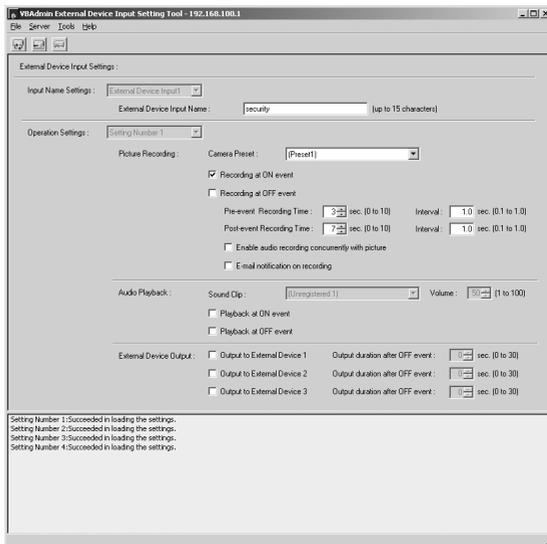 VBAdmin External Device Input Setting Tool - 192.168.100.1
File Server Tools Help
External Device Input Settings :
Input Name Settings : External Device Input1
External Device Input Name : security (up to 15 characters)
Operation Settings : Setting Number 1
Picture Recording : Camera Preset : (Preset1)
Recording at ON event
Recording at OFF event
Pre-event Recording Time : 3 sec. (0 to 10) Interval : 1.0 sec. (0.1 to 1.0)
Post-event Recording Time : 7 sec. (0 to 10) Interval : 1.0 sec. (0.1 to 1.0)
Enable audio recording concurrently with picture
E-mail notification on recording
Audio Playback : Sound Clip : (Unregistered 1) Volume : 50 (1 to 100)
Playback at ON event
Playback at OFF event
External Device Output : Output to External Device 1 Output duration after OFF event : 0 sec. (0 to 30)
Output to External Device 2 Output duration after OFF event : 0 sec. (0 to 30)
Output to External Device 3 Output duration after OFF event : 0 sec. (0 to 30)
Setting Number 1:Succeeded in loading the settings.
Setting Number 2:Succeeded in loading the settings.
Setting Number 3:Succeeded in loading the settings.
Setting Number 4:Succeeded in loading the settings.